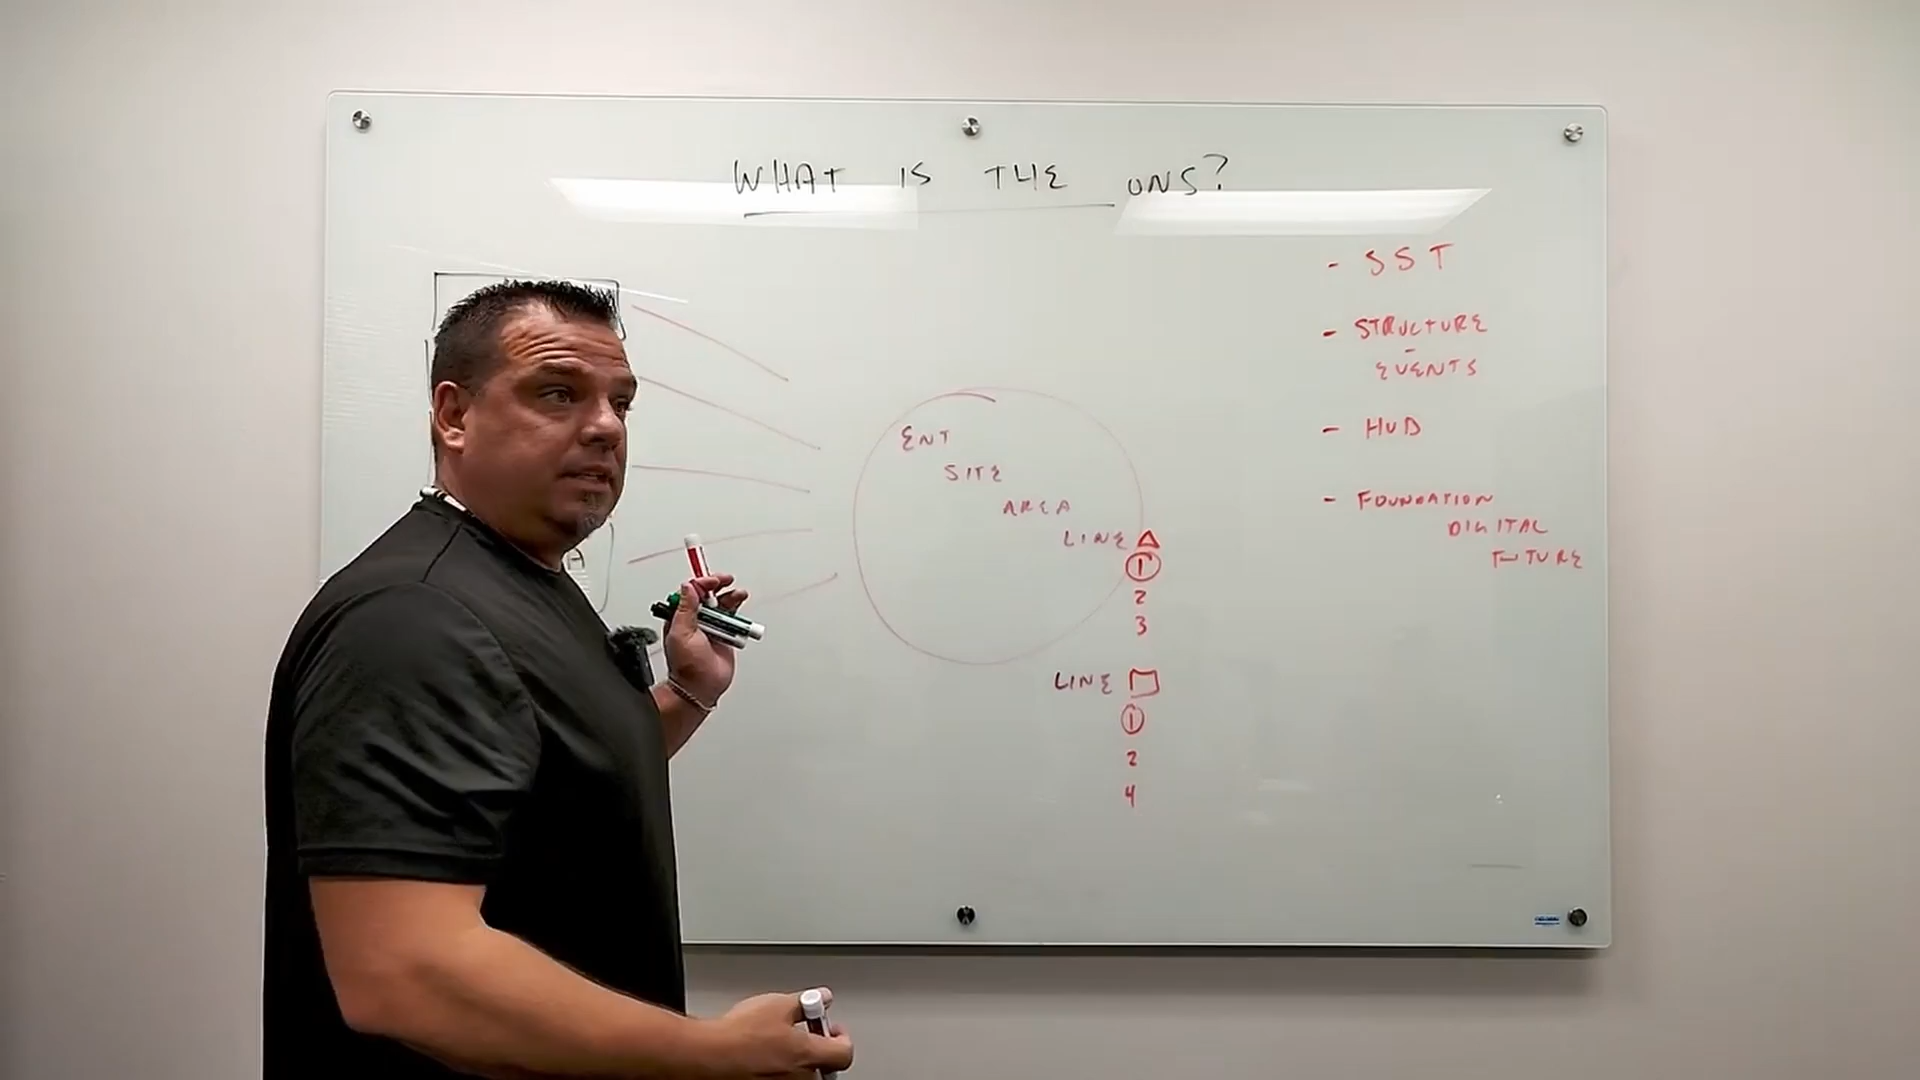 WHAT IS THE UNS?
- SST
- STRUCTURE
- EVENTS
- HUD
- FOUNDATION
DIGITAL
FUTURE
ENT
SITE
AREA
LINE
1
2
3
LINE
1
2
4